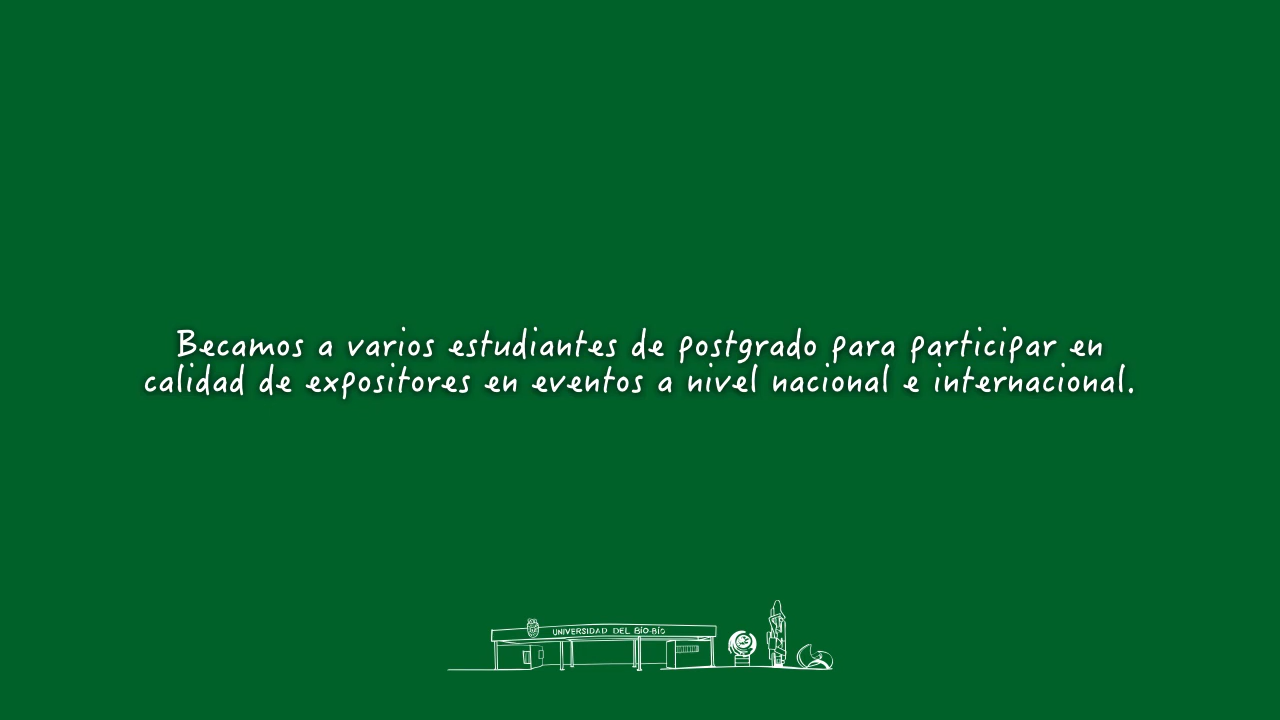 Becamos a varios estudiantes de postgrado para participar en
calidad de expositores en eventos a nivel nacional e internacional.
UNIVERSIDAD DEL BÍO-BÍO